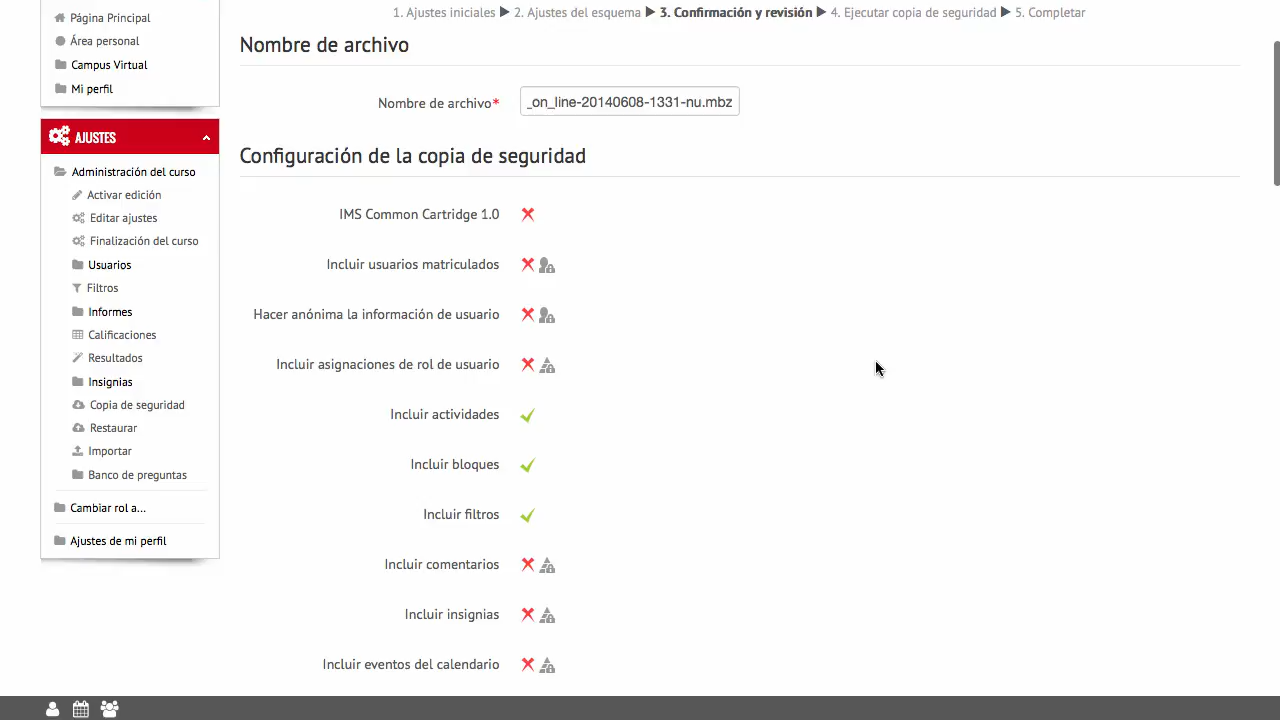 Página Principal
Área personal
Campus Virtual
Mi perfil
AJUSTES
Administración del curso
Activar edición
Editar ajustes
Finalización del curso
Usuarios
Filtros
Informes
Calificaciones
Resultados
Insignias
Copia de seguridad
Restaurar
Importar
Banco de preguntas
Cambiar rol a...
Ajustes de mi perfil
1. Ajustes iniciales ► 2. Ajustes del esquema ► 3. Confirmación y revisión ► 4. Ejecutar copia de seguridad ► 5. Completar
Nombre de archivo
Nombre de archivo* _on_line-20140608-1331-nu.mbz
Configuración de la copia de seguridad
IMS Common Cartridge 1.0
Incluir usuarios matriculados
Hacer anónima la información de usuario
Incluir asignaciones de rol de usuario
Incluir actividades
Incluir bloques
Incluir filtros
Incluir comentarios
Incluir insignias
Incluir eventos del calendario